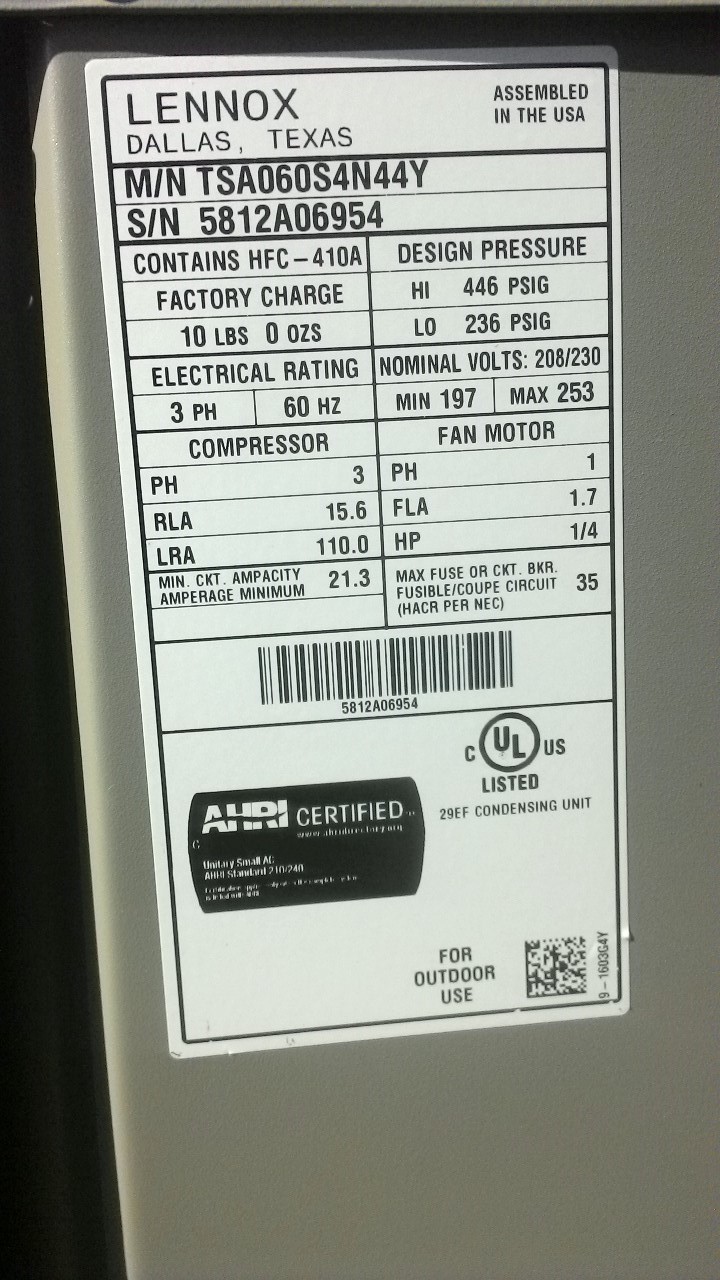 LENNOX
DALLAS, TEXAS
ASSEMBLED
IN THE USA
M/N TSA060S4N44Y
S/N 5812A06954
CONTAINS HFC-410A
FACTORY CHARGE
10 LBS 0 OZS
DESIGN PRESSURE
HI 446 PSIG
LO 236 PSIG
ELECTRICAL RATING
3 PH 60 HZ
NOMINAL VOLTS: 208/230
MIN 197 MAX 253
COMPRESSOR
PH 3
RLA 15.6
LRA 110.0
FAN MOTOR
PH 1
FLA 1.7
HP 1/4
MIN. CKT. AMPACITY 21.3
AMPERAGE MINIMUM
MAX FUSE OR CKT. BKR.
FUSIBLE/COUPE CIRCUIT 35
(HACR PER NEC)
5812A06954
C UL US
LISTED
29EF CONDENSING UNIT
AHRI CERTIFIED
www.ahridirectory.org
Unitary Small AC
AHRI Standard 210/240
FOR
OUTDOOR
USE
9-1603G4Y